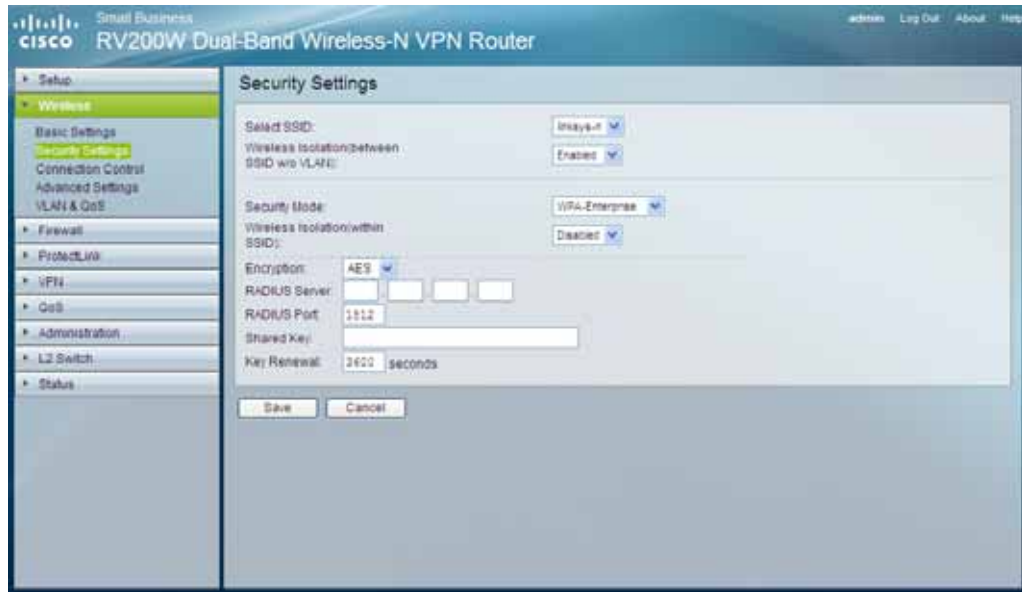 Small Business
CISCO RV200W Dual-Band Wireless-N VPN Router
admin Log Out About Help
Setup
Wireless
Basic Settings
Security Settings
Connection Control
Advanced Settings
VLAN & QoS
Firewall
ProtectLink
VPN
QoS
Administration
L2 Switch
Status
Security Settings
Select SSID: linksys-n
Wireless Isolation(between SSID w/o VLAN): Enabled
Security Mode: WPA-Enterprise
Wireless Isolation(within SSID): Disabled
Encryption: AES
RADIUS Server:
RADIUS Port: 1812
Shared Key:
Key Renewal: 3600 seconds
Save Cancel